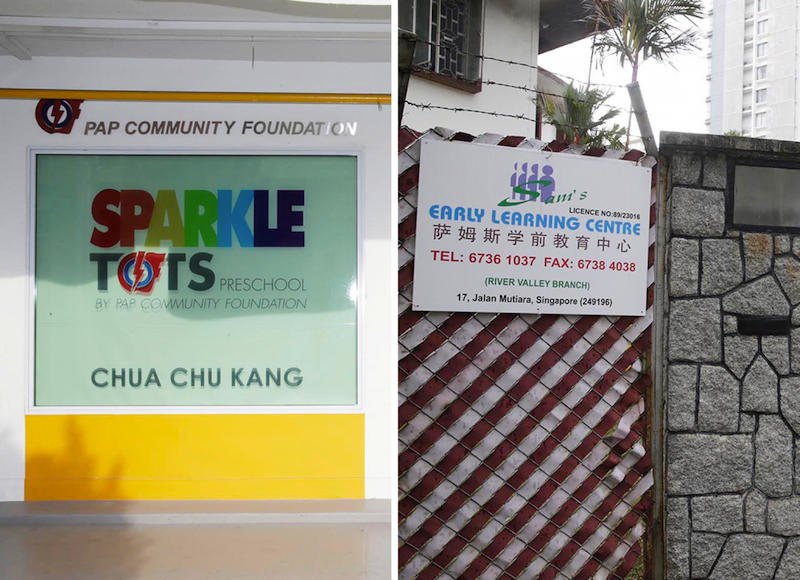 PAP COMMUNITY FOUNDATION
SPARKLE
TOTS PRESCHOOL
BY PAP COMMUNITY FOUNDATION
CHUA CHU KANG
Sam's
LICENCE NO:89/23016
EARLY LEARNING CENTRE
萨姆斯学前教育中心
TEL: 6736 1037 FAX: 6738 4038
(RIVER VALLEY BRANCH)
17, Jalan Mutiara, Singapore (249196)